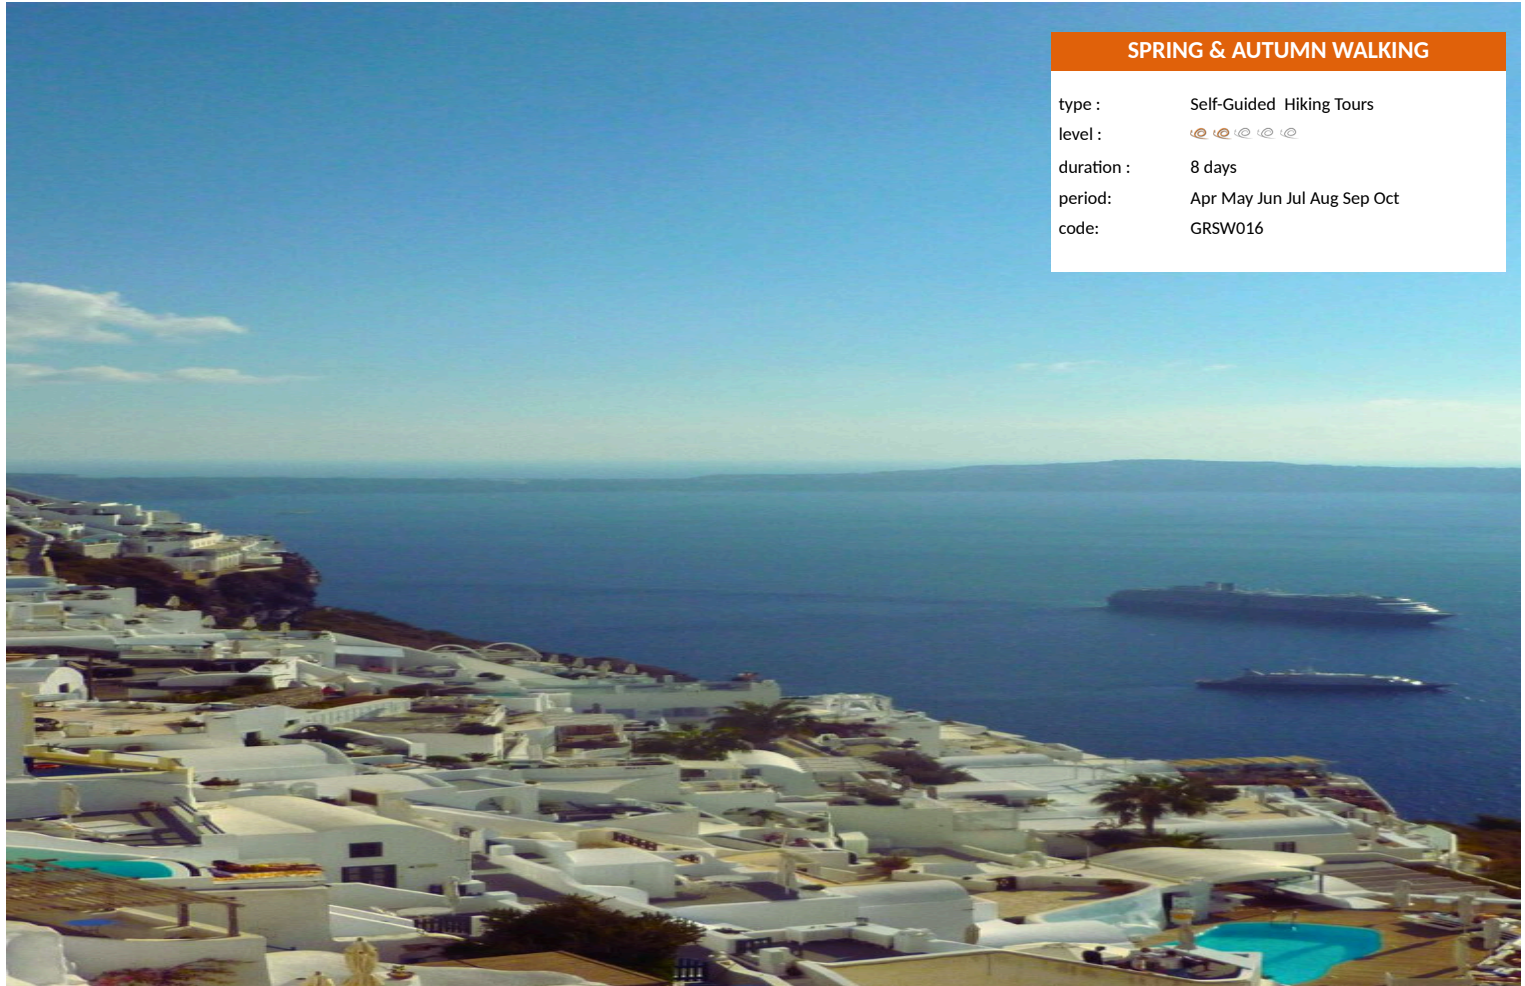 SPRING & AUTUMN WALKING
type : Self-Guided Hiking Tours
level :
duration : 8 days
period: Apr May Jun Jul Aug Sep Oct
code: GRSW016